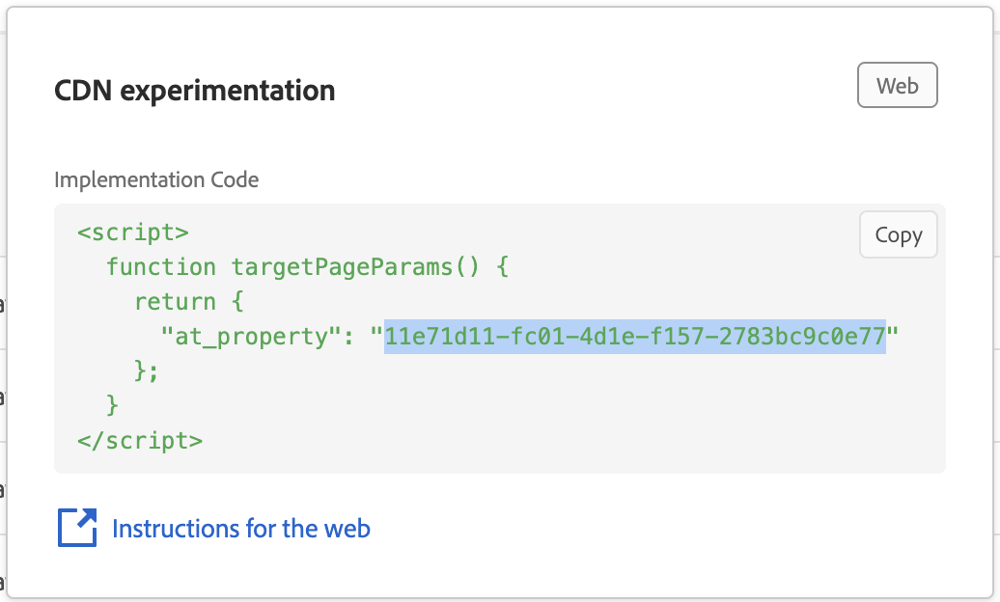 CDN experimentation
Web
Implementation Code
Copy
<script>
  function targetPageParams() {
    return {
      "at_property": "11e71d11-fc01-4d1e-f157-2783bc9c0e77"
    };
  }
</script>
Instructions for the web